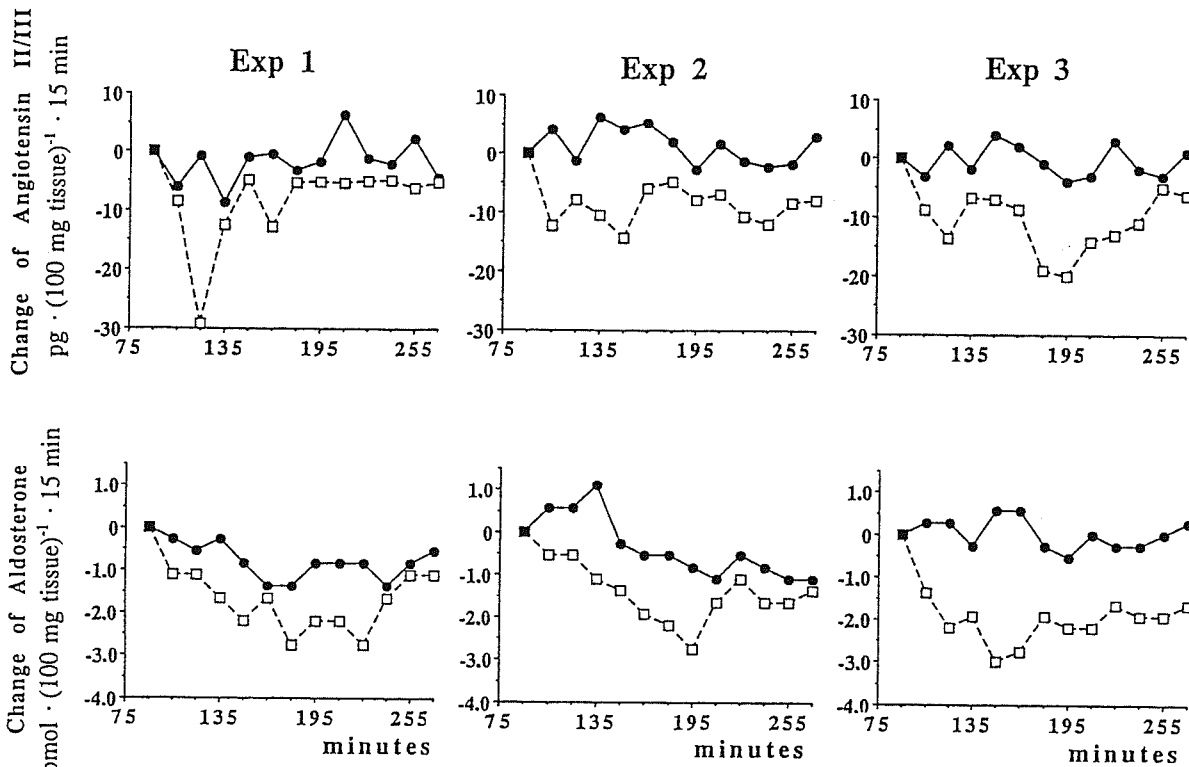 Exp 1
Exp 2
Exp 3
Change of Angiotensin II/III
pg · (100 mg tissue)⁻¹ · 15 min
10
0
-10
-20
-30
75 135 195 255
10
0
-10
-20
-30
75 135 195 255
10
0
-10
-20
-30
75 135 195 255
Change of Aldosterone
pmol · (100 mg tissue)⁻¹ · 15 min
1.0
0
-1.0
-2.0
-3.0
-4.0
75 135 195 255
minutes
1.0
0
-1.0
-2.0
-3.0
-4.0
75 135 195 255
minutes
1.0
0
-1.0
-2.0
-3.0
-4.0
75 135 195 255
minutes